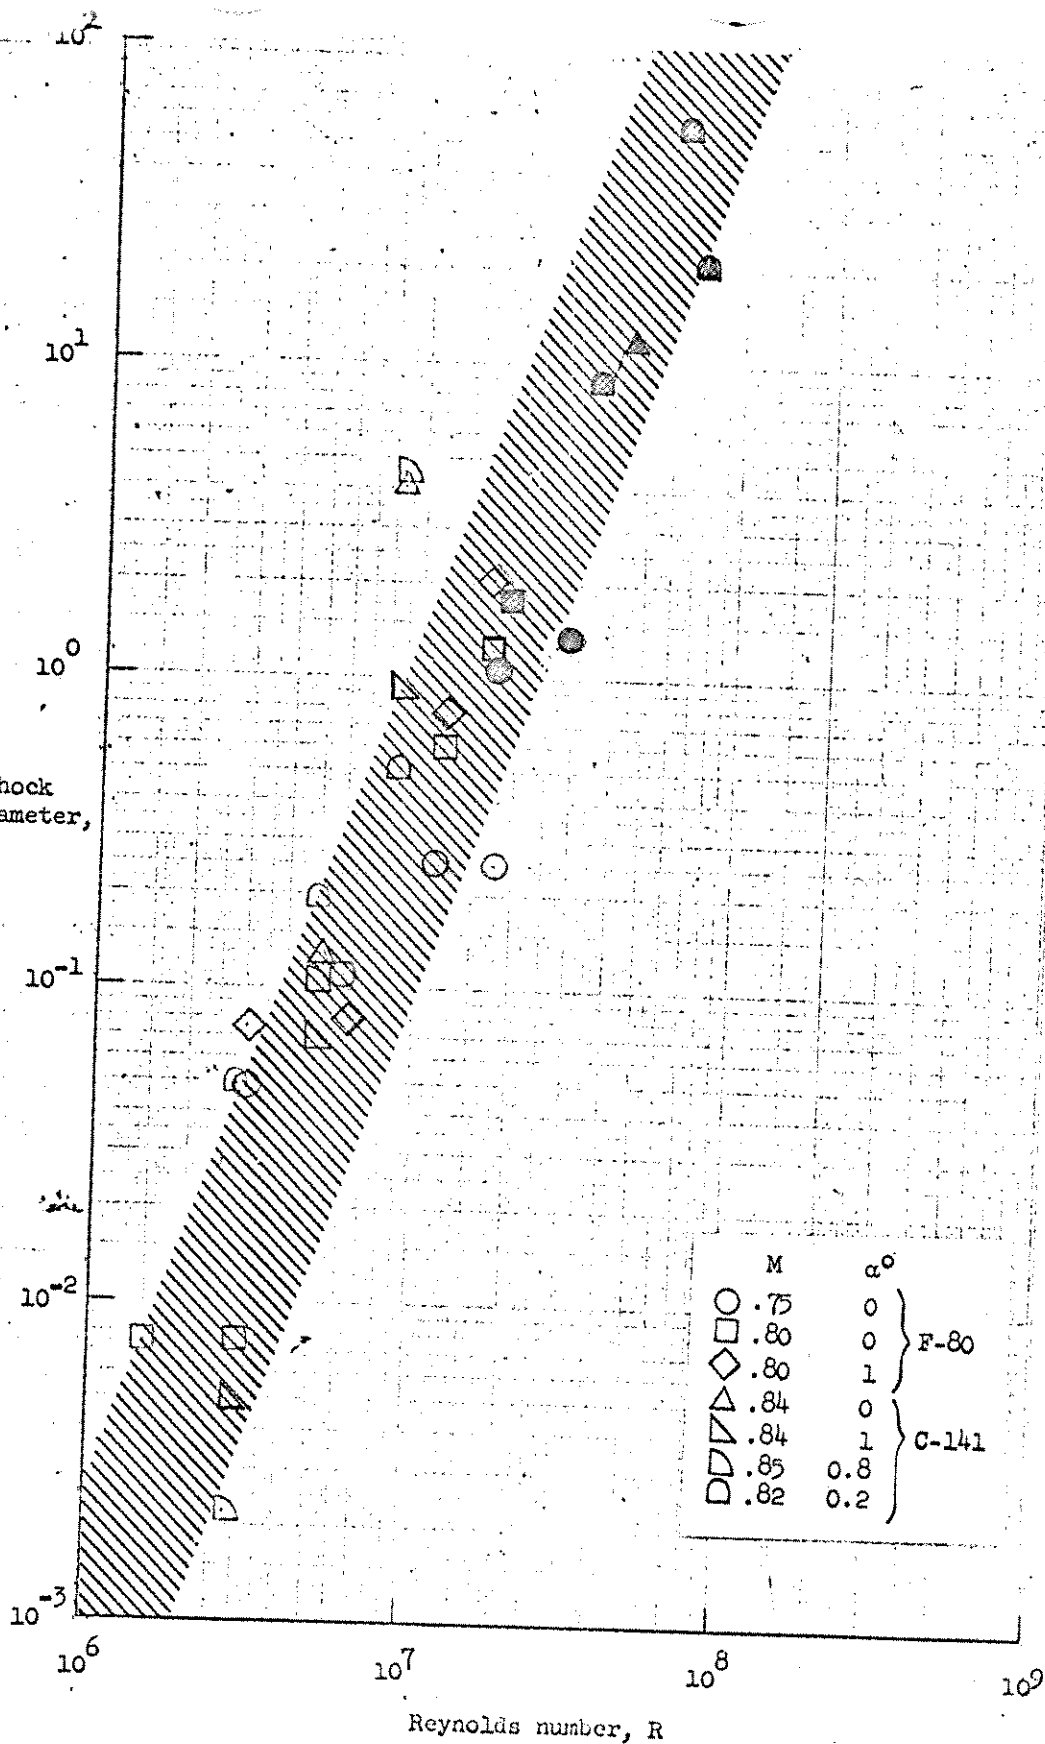 10²
10¹
10⁰
hock
ameter,
10⁻¹
10⁻²
10⁻³
10⁶ 10⁷ 10⁸ 10⁹
Reynolds number, R
M α°
.75 0
.80 0
.80 1
F-80
.84 0
.84 1
.85 0.8
.82 0.2
C-141